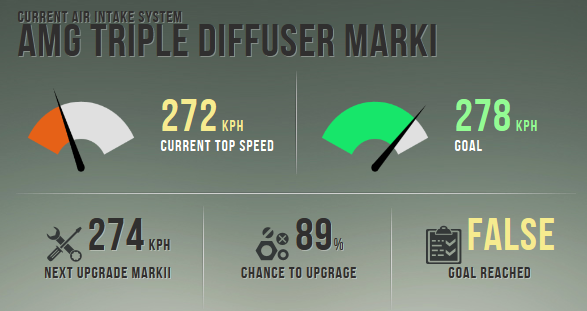 CURRENT AIR INTAKE SYSTEM
AMG TRIPLE DIFFUSER MARKI
272 KPH
CURRENT TOP SPEED
278 KPH
GOAL
274 KPH
NEXT UPGRADE MARKII
89%
CHANCE TO UPGRAGE
FALSE
GOAL REACHED